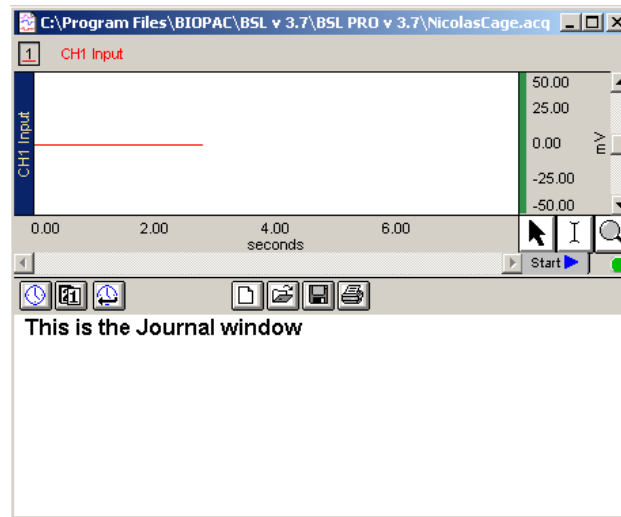 C:\Program Files\BIOPAC\BSL v 3.7\BSL PRO v 3.7\NicolasCage.acq
1 CH1 Input
CH1 Input
50.00
25.00
0.00
-25.00
-50.00
mV
0.00 2.00 4.00 6.00
seconds
Start
This is the Journal window